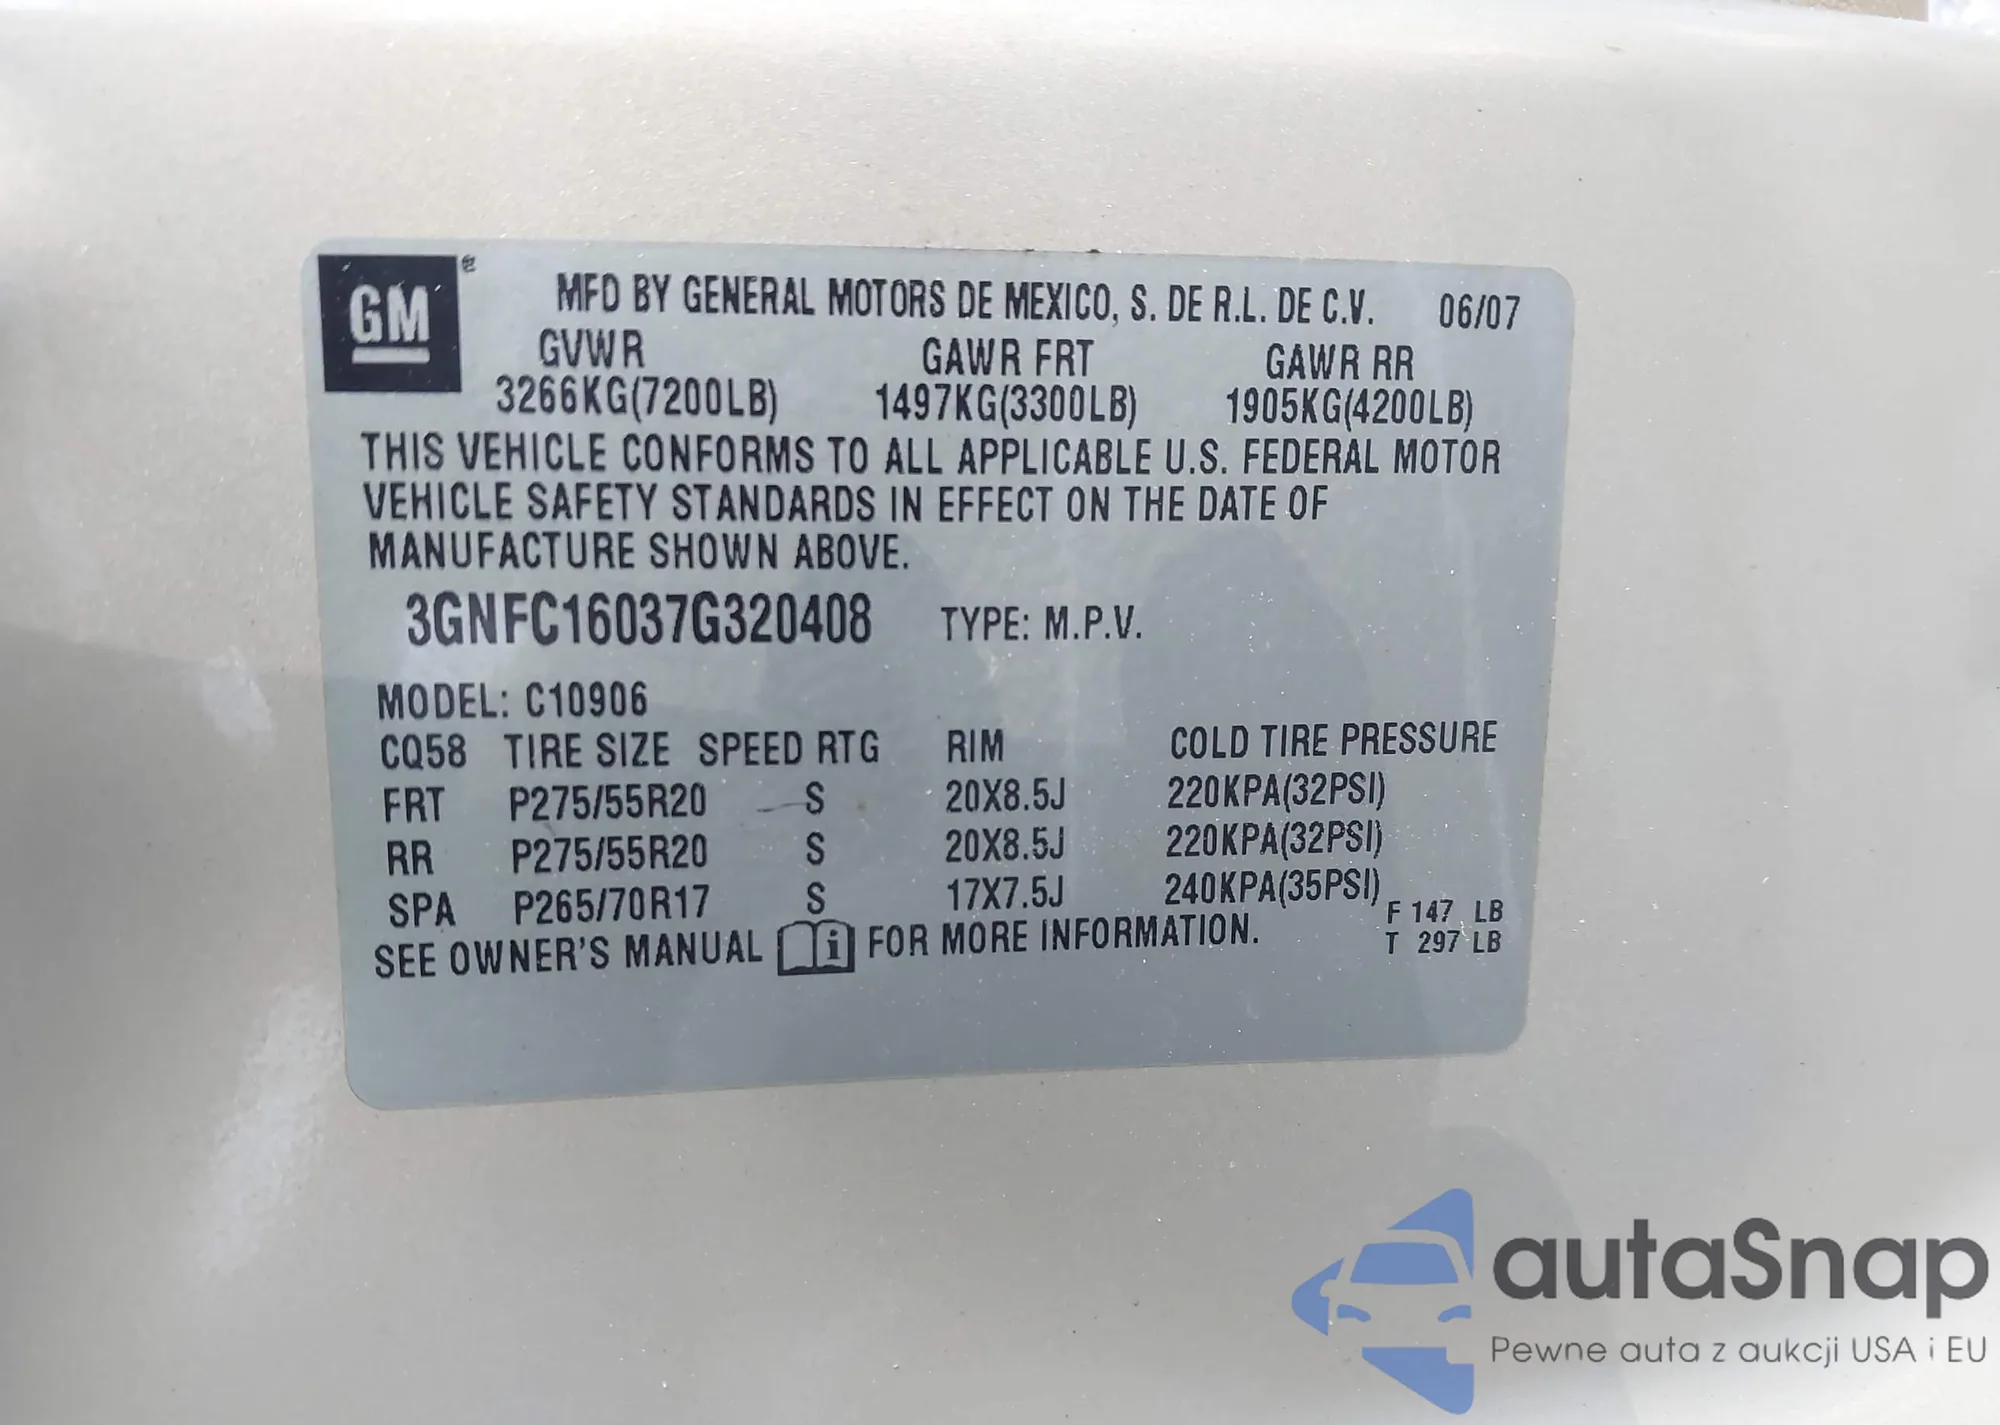 GM®
MFD BY GENERAL MOTORS DE MEXICO, S. DE R.L. DE C.V. 06/07
GVWR GAWR FRT GAWR RR
3266KG(7200LB) 1497KG(3300LB) 1905KG(4200LB)
THIS VEHICLE CONFORMS TO ALL APPLICABLE U.S. FEDERAL MOTOR
VEHICLE SAFETY STANDARDS IN EFFECT ON THE DATE OF
MANUFACTURE SHOWN ABOVE.
3GNFC16037G320408 TYPE: M.P.V.
MODEL: C10906
CQ58 TIRE SIZE SPEED RTG RIM COLD TIRE PRESSURE
FRT P275/55R20 S 20X8.5J 220KPA(32PSI)
RR P275/55R20 S 20X8.5J 220KPA(32PSI)
SPA P265/70R17 S 17X7.5J 240KPA(35PSI)
F 147 LB
T 297 LB
SEE OWNER'S MANUAL i FOR MORE INFORMATION.
autaSnap
Pewne auta z aukcji USA i EU